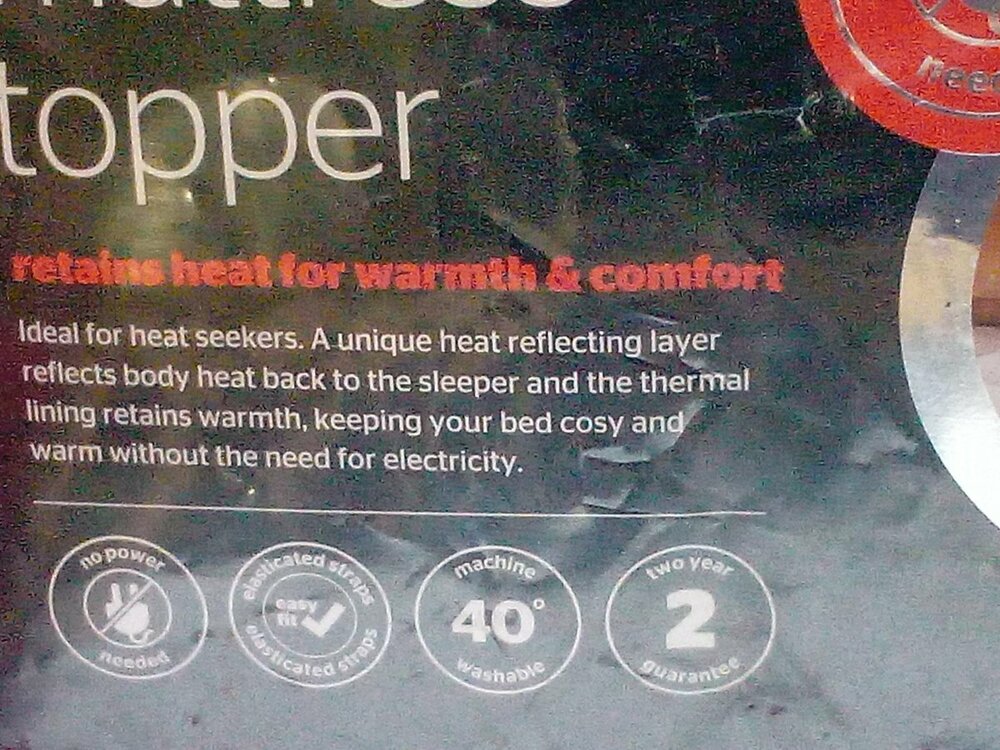 topper
retains heat for warmth & comfort
Ideal for heat seekers. A unique heat reflecting layer
reflects body heat back to the sleeper and the thermal
lining retains warmth, keeping your bed cosy and
warm without the need for electricity.
no power
needed
elasticated straps
easy
fit
elasticated straps
machine
40°
washable
two year
2
guarantee